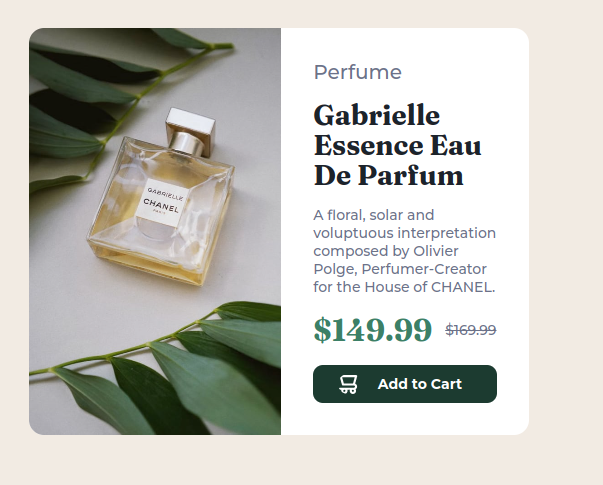 GABRIELLE
CHANEL
PARIS
Perfume
Gabrielle
Essence Eau
De Parfum
A floral, solar and
voluptuous interpretation
composed by Olivier
Polge, Perfumer-Creator
for the House of CHANEL.
$149.99 $169.99
Add to Cart